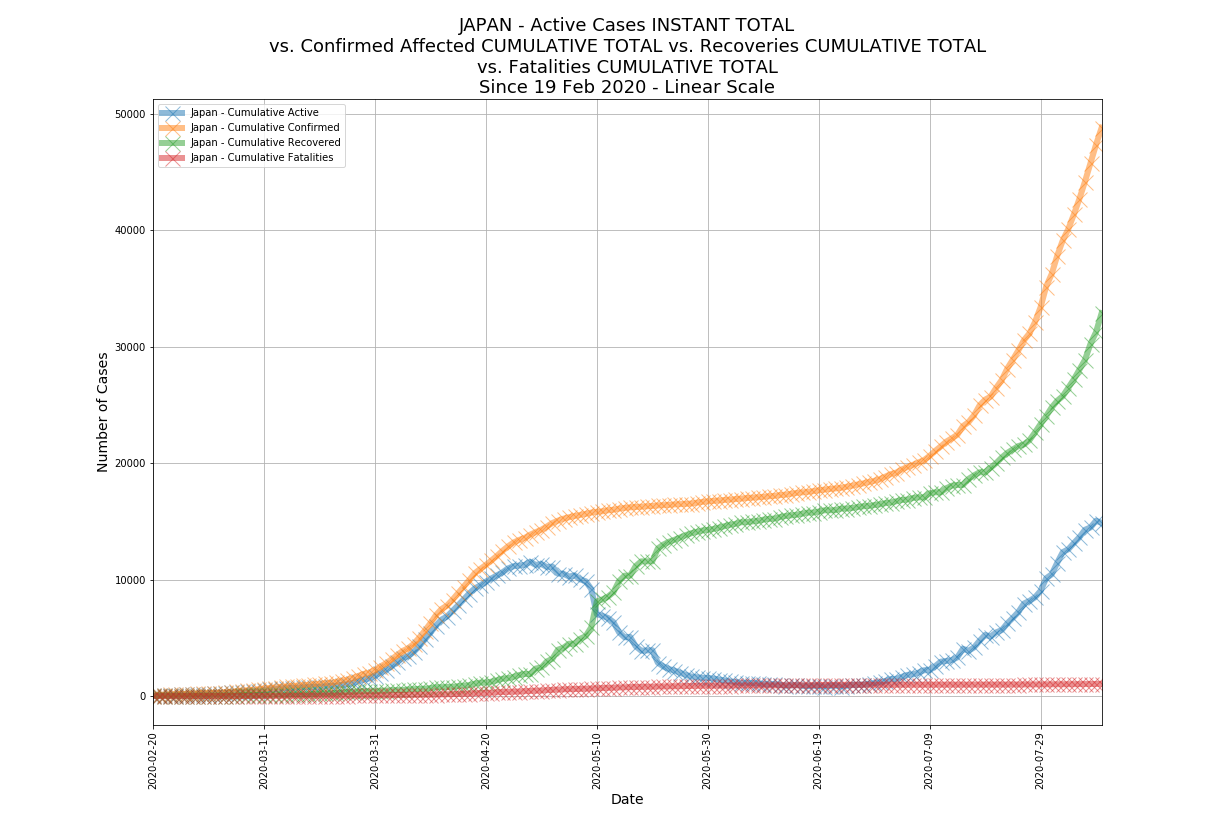 JAPAN - Active Cases INSTANT TOTAL
vs. Confirmed Affected CUMULATIVE TOTAL vs. Recoveries CUMULATIVE TOTAL
vs. Fatalities CUMULATIVE TOTAL
Since 19 Feb 2020 - Linear Scale
Japan - Cumulative Active
Japan - Cumulative Confirmed
Japan - Cumulative Recovered
Japan - Cumulative Fatalities
Number of Cases
50000
40000
30000
20000
10000
0
2020-02-20
2020-03-11
2020-03-31
2020-04-20
2020-05-10
2020-05-30
2020-06-19
2020-07-09
2020-07-29
Date